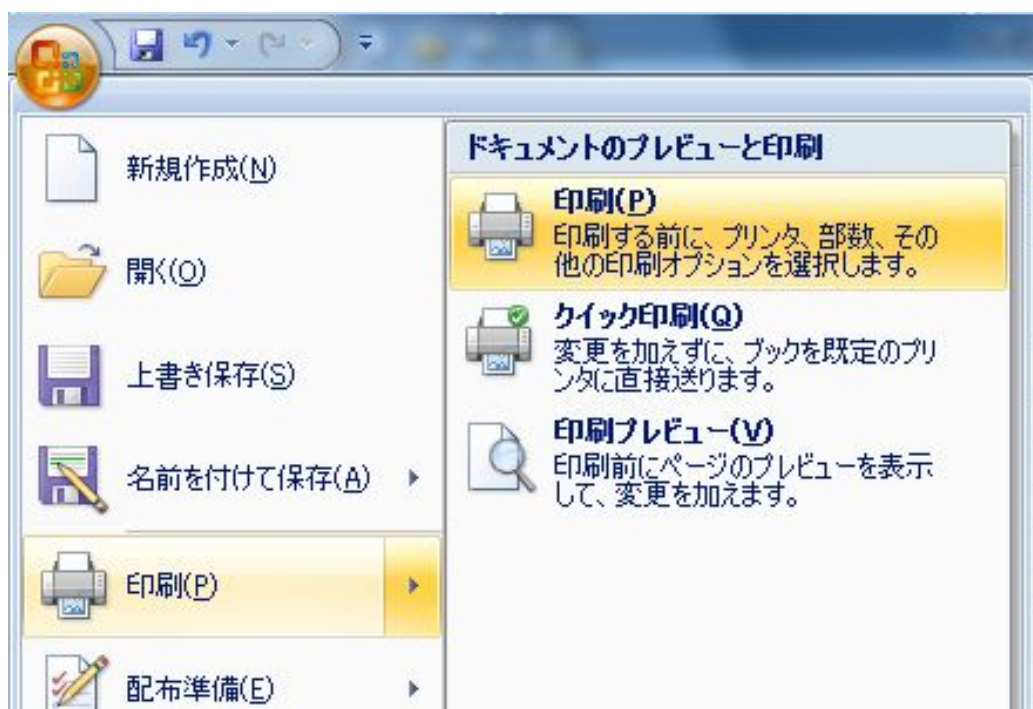 新規作成(N)
開く(O)
上書き保存(S)
名前を付けて保存(A)
印刷(P)
配布準備(E)
ドキュメントのプレビューと印刷
印刷(P)
印刷する前に、プリンタ、部数、その
他の印刷オプションを選択します。
クイック印刷(Q)
変更を加えずに、ブックを既定のプリ
ンタに直接送ります。
印刷プレビュー(V)
印刷前にページのプレビューを表示
して、変更を加えます。